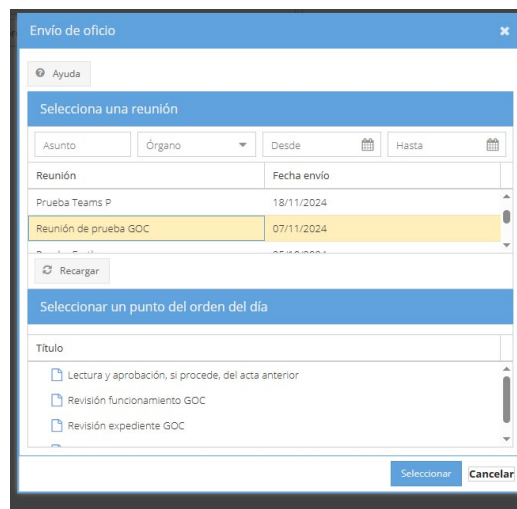 Envío de oficio
Ayuda
Selecciona una reunión
Asunto Órgano Desde Hasta
Reunión Fecha envío
Prueba Teams P 18/11/2024
Reunión de prueba GOC 07/11/2024
Recargar
Seleccionar un punto del orden del día
Título
Lectura y aprobación, si procede, del acta anterior
Revisión funcionamiento GOC
Revisión expediente GOC
Seleccionar Cancelar